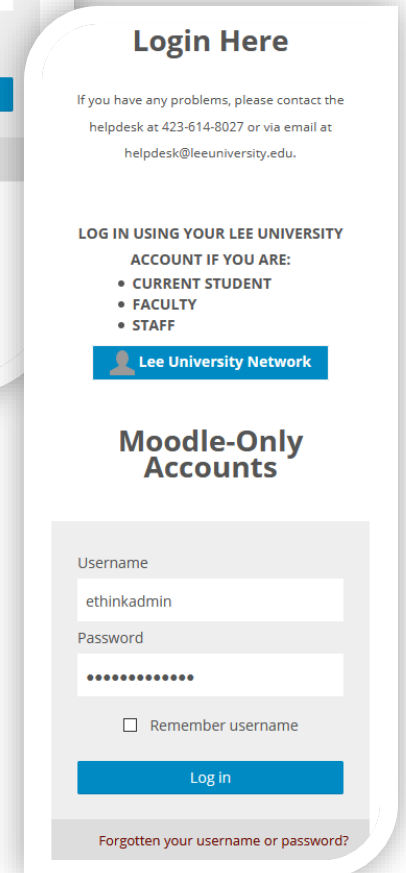 Login Here
If you have any problems, please contact the
helpdesk at 423-614-8027 or via email at
helpdesk@leeuniversity.edu.
LOG IN USING YOUR LEE UNIVERSITY
ACCOUNT IF YOU ARE:
• CURRENT STUDENT
• FACULTY
• STAFF
Lee University Network
Moodle-Only
Accounts
Username
ethinkadmin
Password
•••••••••••••
Remember username
Log in
Forgotten your username or password?